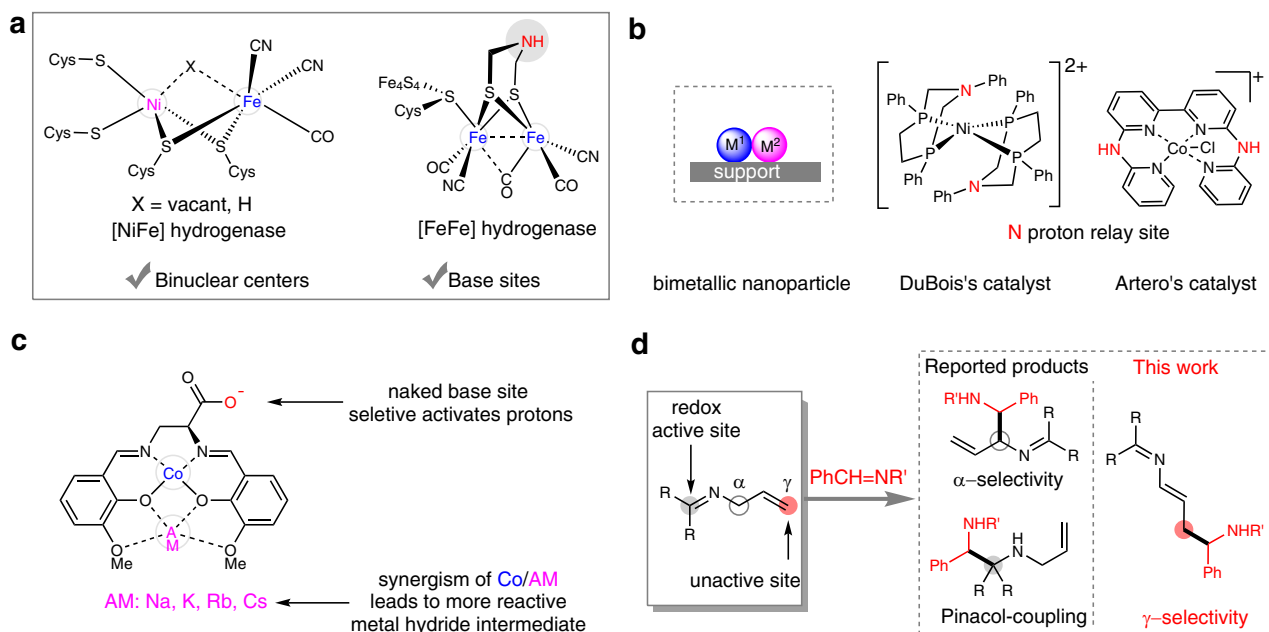 a
Cys
S
X
CN
CN
Ni
Fe
Cys
S
S
S
CO
Cys
Cys
X = vacant, H
[NiFe] hydrogenase
Binuclear centers
NH
Fe4S4
S
S
S
Cys
Fe
Fe
OC
NC
C
O
CO
CN
[FeFe] hydrogenase
Base sites
b
M1
M2
support
bimetallic nanoparticle
2+
Ph
N
Ph
Ph
P
P
Ni
P
P
Ph
N
Ph
Ph
DuBois's catalyst
+
N
N
HN
Co
Cl
NH
N
N
Artero's catalyst
N proton relay site
c
O
O-
N
N
Co
O
O
AM
O
O
Me
Me
AM: Na, K, Rb, Cs
naked base site
seletive activates protons
synergism of Co/AM
leads to more reactive
metal hydride intermediate
d
redox
active site
R
N
α
γ
R
unactive site
PhCH=NR'
Reported products
R'HN
Ph
R
N
R
α–selectivity
NHR'
Ph
H
N
R
R
Pinacol-coupling
This work
R
R
N
NHR'
Ph
γ–selectivity